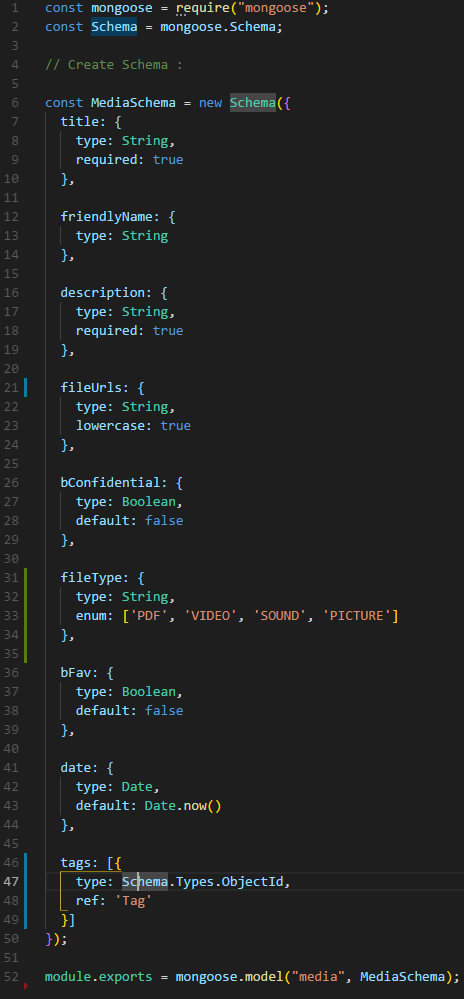 1 const mongoose = require("mongoose");
2 const Schema = mongoose.Schema;
3
4 // Create Schema :
5
6 const MediaSchema = new Schema({
7   title: {
8     type: String,
9     required: true
10   },
11
12   friendlyName: {
13     type: String
14   },
15
16   description: {
17     type: String,
18     required: true
19   },
20
21   fileUrls: {
22     type: String,
23     lowercase: true
24   },
25
26   bConfidential: {
27     type: Boolean,
28     default: false
29   },
30
31   fileType: {
32     type: String,
33     enum: ['PDF', 'VIDEO', 'SOUND', 'PICTURE']
34   },
35
36   bFav: {
37     type: Boolean,
38     default: false
39   },
40
41   date: {
42     type: Date,
43     default: Date.now()
44   },
45
46   tags: [{
47     type: Schema.Types.ObjectId,
48     ref: 'Tag'
49   }]
50 });
51
52 module.exports = mongoose.model("media", MediaSchema);